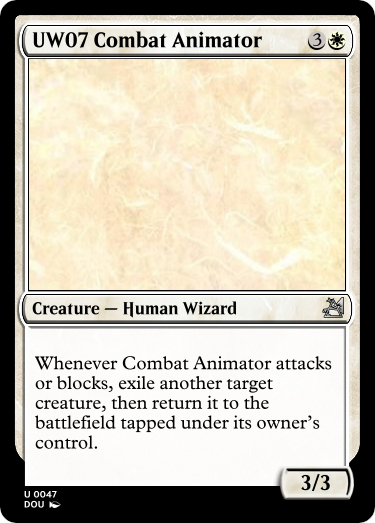 UW07 Combat Animator 3
Creature — Human Wizard
Whenever Combat Animator attacks
or blocks, exile another target
creature, then return it to the
battlefield tapped under its owner's
control.
3/3
U 0047
DOU